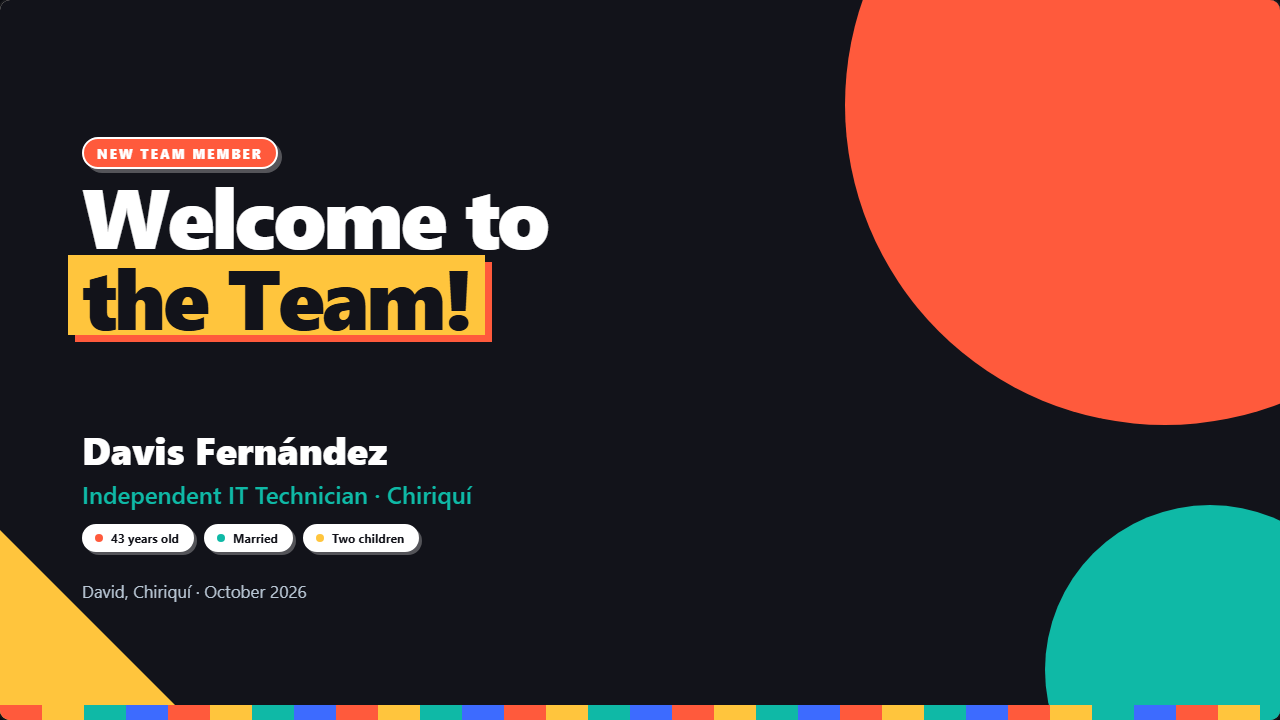 NEW TEAM MEMBER
Welcome to
the Team!
Davis Fernández
Independent IT Technician · Chiriquí
43 years old
Married
Two children
David, Chiriquí · October 2026